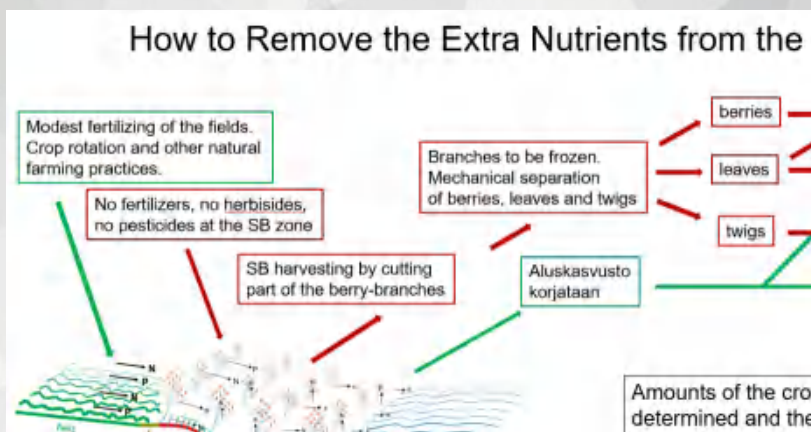 How to Remove the Extra Nutrients from the
Modest fertilizing of the fields.
Crop rotation and other natural
farming practices.
No fertilizers, no herbisides,
no pesticides at the SB zone
SB harvesting by cutting
part of the berry-branches
Branches to be frozen.
Mechanical separation
of berries, leaves and twigs
berries
leaves
twigs
Aluskasvusto
korjataan
N
P
N
P
field
Amounts of the cro
determined and the